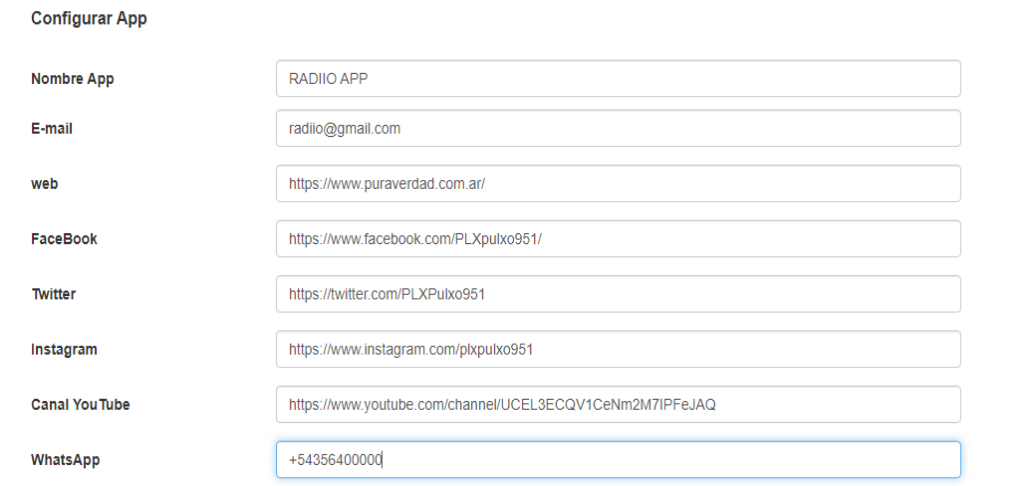 Configurar App
Nombre App RADIIO APP
E-mail radiio@gmail.com
web https://www.puraverdad.com.ar/
FaceBook https://www.facebook.com/PLXpulxo951/
Twitter https://twitter.com/PLXPulxo951
Instagram https://www.instagram.com/plxpulxo951
Canal YouTube https://www.youtube.com/channel/UCEL3ECQV1CeNm2M7IPFeJAQ
WhatsApp +54356400000